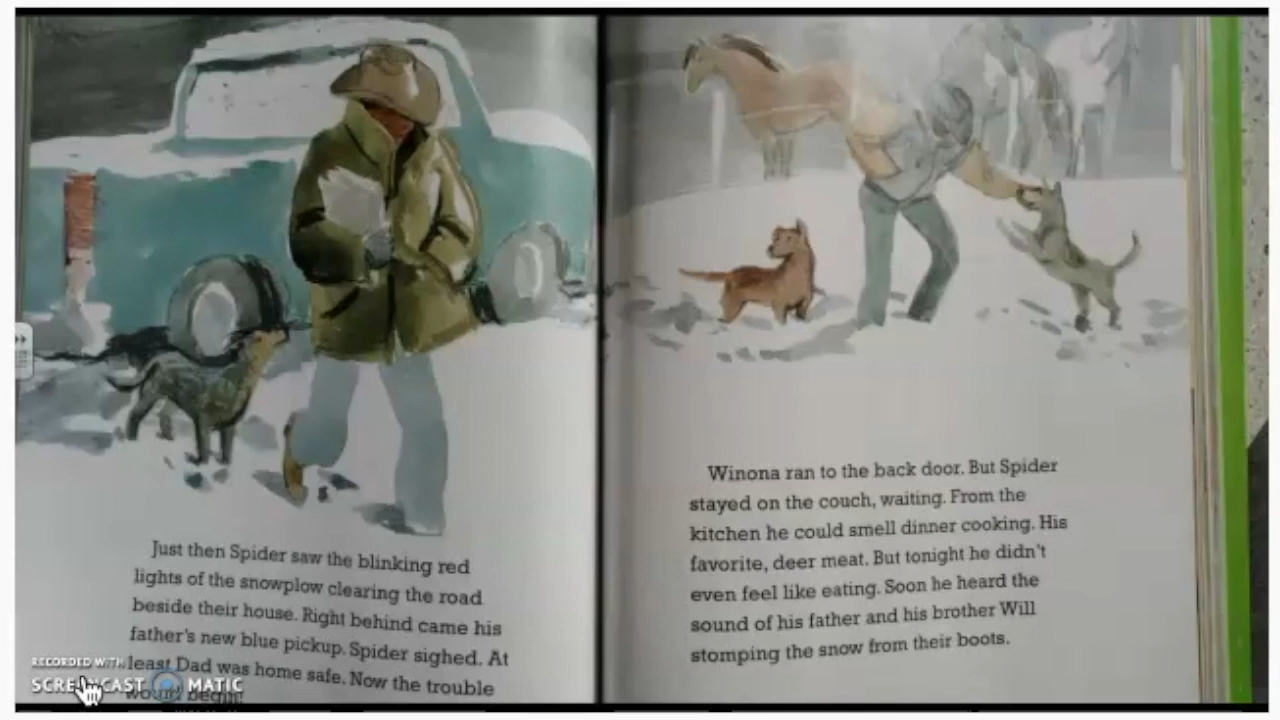 Just then Spider saw the blinking red
lights of the snowplow clearing the road
beside their house. Right behind came his
father's new blue pickup. Spider sighed. At
least Dad was home safe. Now the trouble
would begin!
Winona ran to the back door. But Spider
stayed on the couch, waiting. From the
kitchen he could smell dinner cooking. His
favorite, deer meat. But tonight he didn't
even feel like eating. Soon he heard the
sound of his father and his brother Will
stomping the snow from their boots.
RECORDED WITH
SCREENCAST MATIC